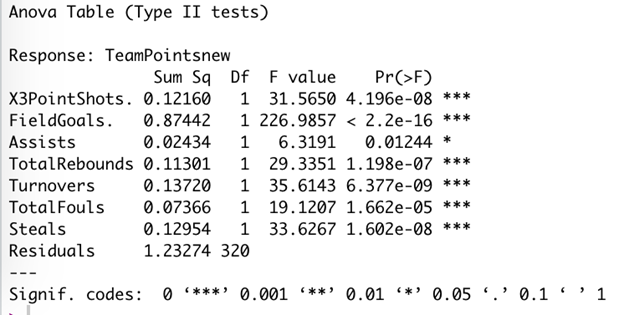 Anova Table (Type II tests)

Response: TeamPointsnew
              Sum Sq  Df  F value    Pr(>F)
X3PointShots. 0.12160   1  31.5650 4.196e-08 ***
FieldGoals.   0.87442   1 226.9857 < 2.2e-16 ***
Assists       0.02434   1   6.3191   0.01244 *
TotalRebounds 0.11301   1  29.3351 1.198e-07 ***
Turnovers     0.13720   1  35.6143 6.377e-09 ***
TotalFouls    0.07366   1  19.1207 1.662e-05 ***
Steals        0.12954   1  33.6267 1.602e-08 ***
Residuals     1.23274 320
---
Signif. codes:  0 ‘***’ 0.001 ‘**’ 0.01 ‘*’ 0.05 ‘.’ 0.1 ‘ ’ 1